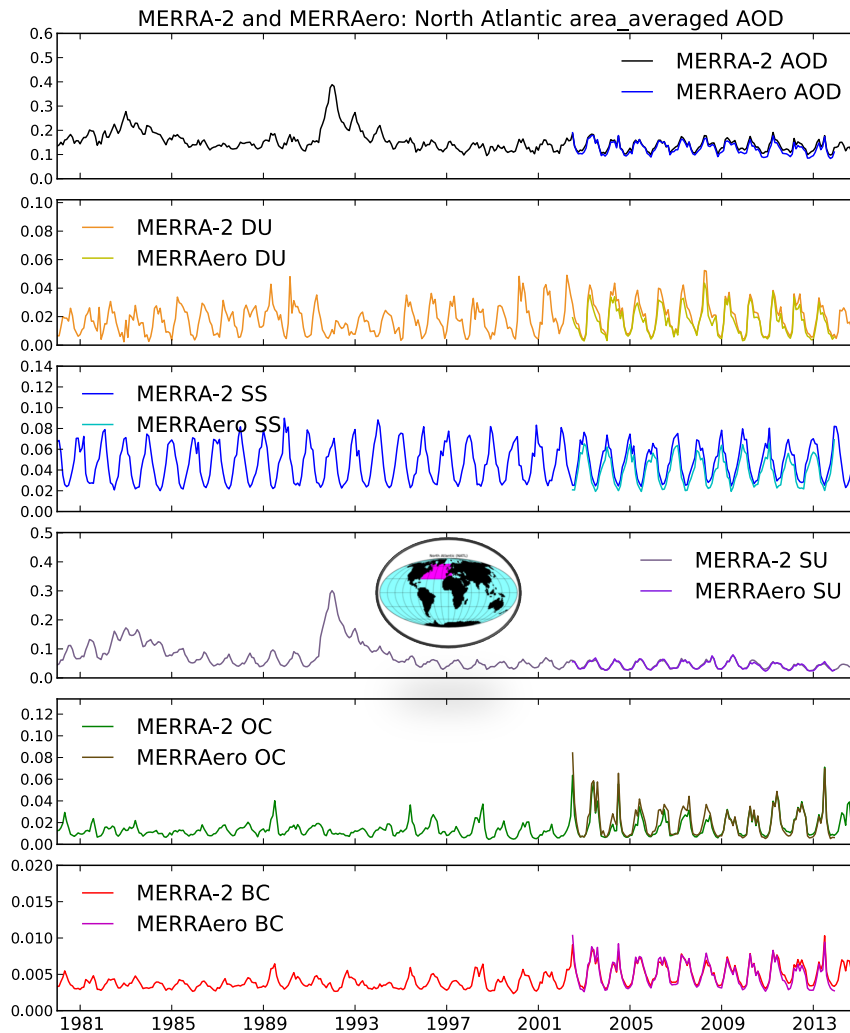 MERRA-2 and MERRAero: North Atlantic area_averaged AOD
0.6
0.5
0.4
0.3
0.2
0.1
0.0
MERRA-2 AOD
MERRAero AOD
0.10
0.08
0.06
0.04
0.02
0.00
MERRA-2 DU
MERRAero DU
0.14
0.12
0.10
0.08
0.06
0.04
0.02
0.00
MERRA-2 SS
MERRAero SS
0.5
0.4
0.3
0.2
0.1
0.0
North Atlantic (NATL)
MERRA-2 SU
MERRAero SU
0.12
0.10
0.08
0.06
0.04
0.02
0.00
MERRA-2 OC
MERRAero OC
0.020
0.015
0.010
0.005
0.000
MERRA-2 BC
MERRAero BC
1981 1985 1989 1993 1997 2001 2005 2009 2013